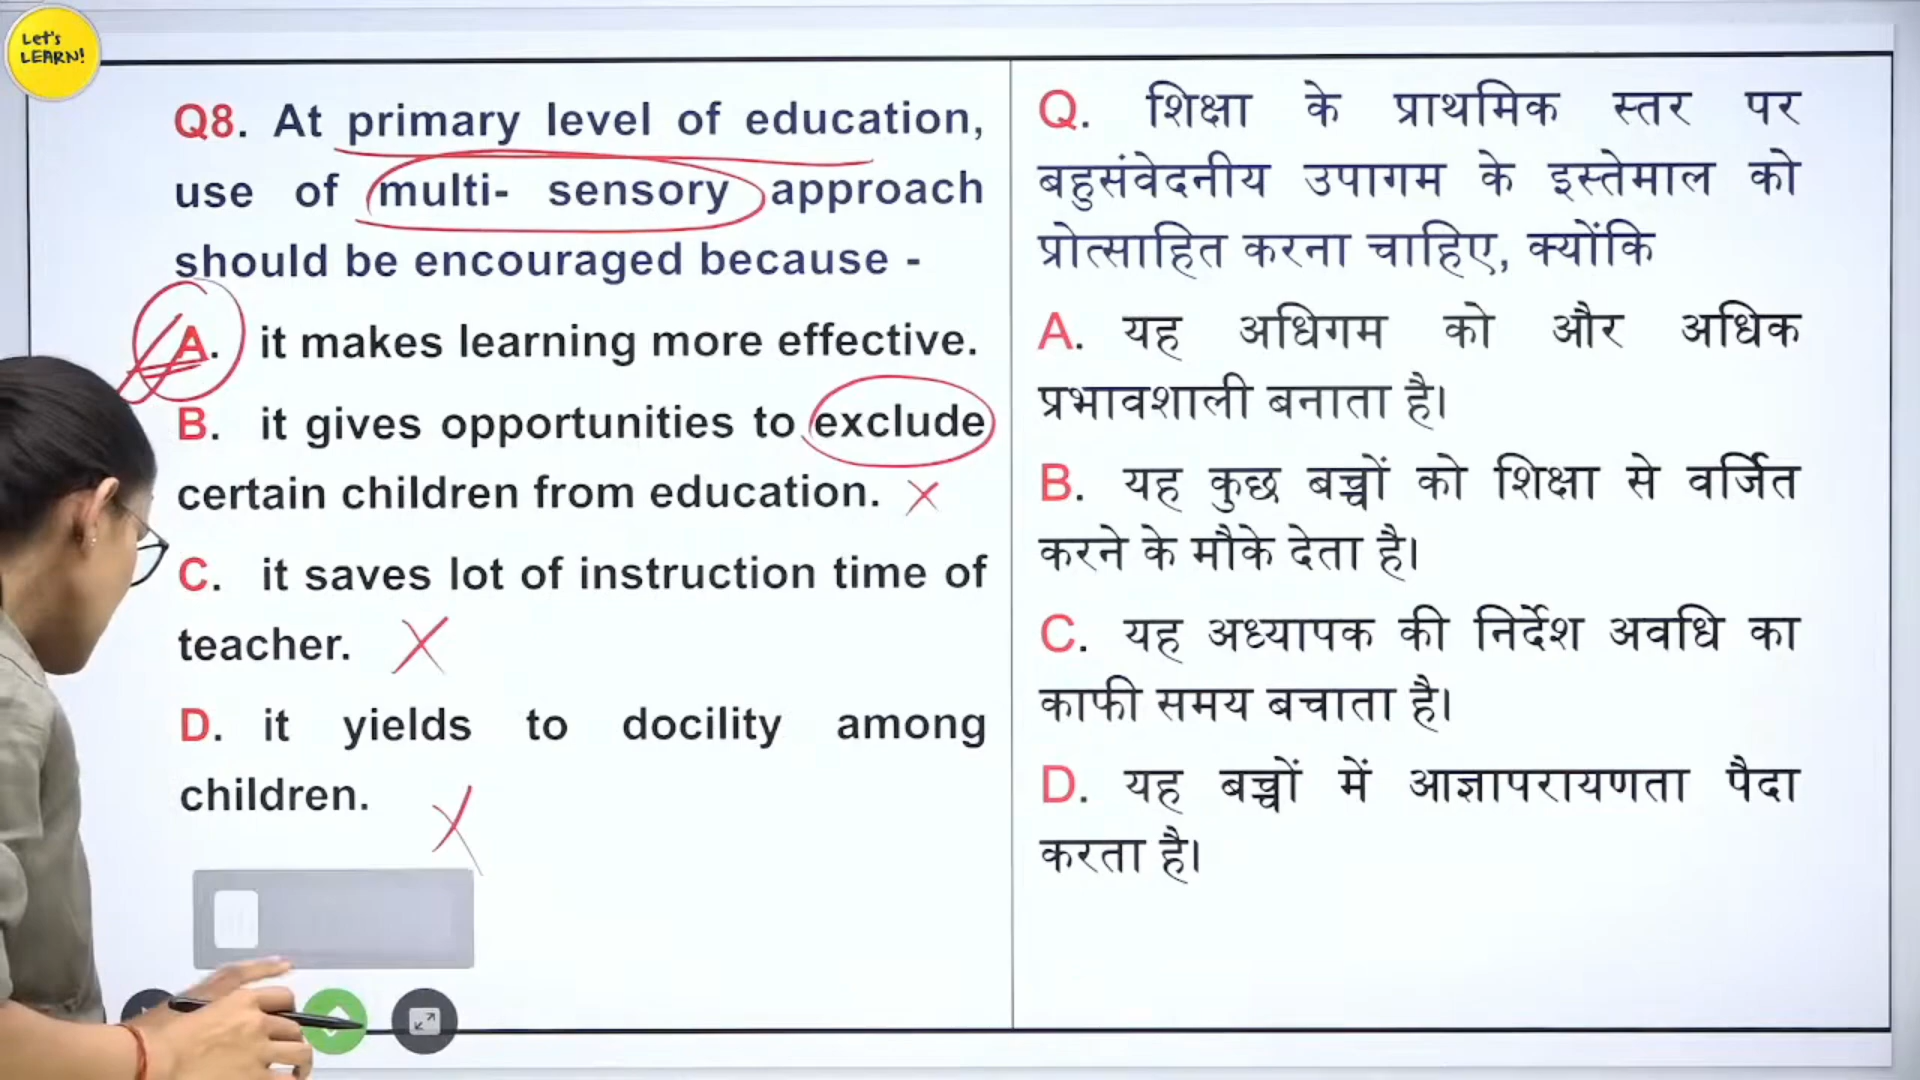 Let's
LEARN!
Q8. At primary level of education,
use of multi- sensory approach
should be encouraged because -
A. it makes learning more effective.
B. it gives opportunities to exclude
certain children from education.
C. it saves lot of instruction time of
teacher.
D. it yields to docility among
children.
Q. शिक्षा के प्राथमिक स्तर पर
बहुसंवेदनीय उपागम के इस्तेमाल को
प्रोत्साहित करना चाहिए, क्योंकि
A. यह अधिगम को और अधिक
प्रभावशाली बनाता है।
B. यह कुछ बच्चों को शिक्षा से वर्जित
करने के मौके देता है।
C. यह अध्यापक की निर्देश अवधि का
काफी समय बचाता है।
D. यह बच्चों में आज्ञापरायणता पैदा
करता है।